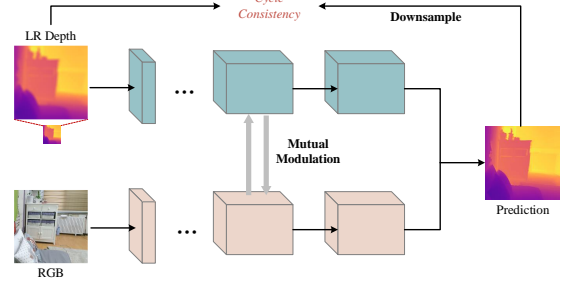 Cycle
Consistency
Downsample
LR Depth
...
Mutual
Modulation
...
Prediction
RGB